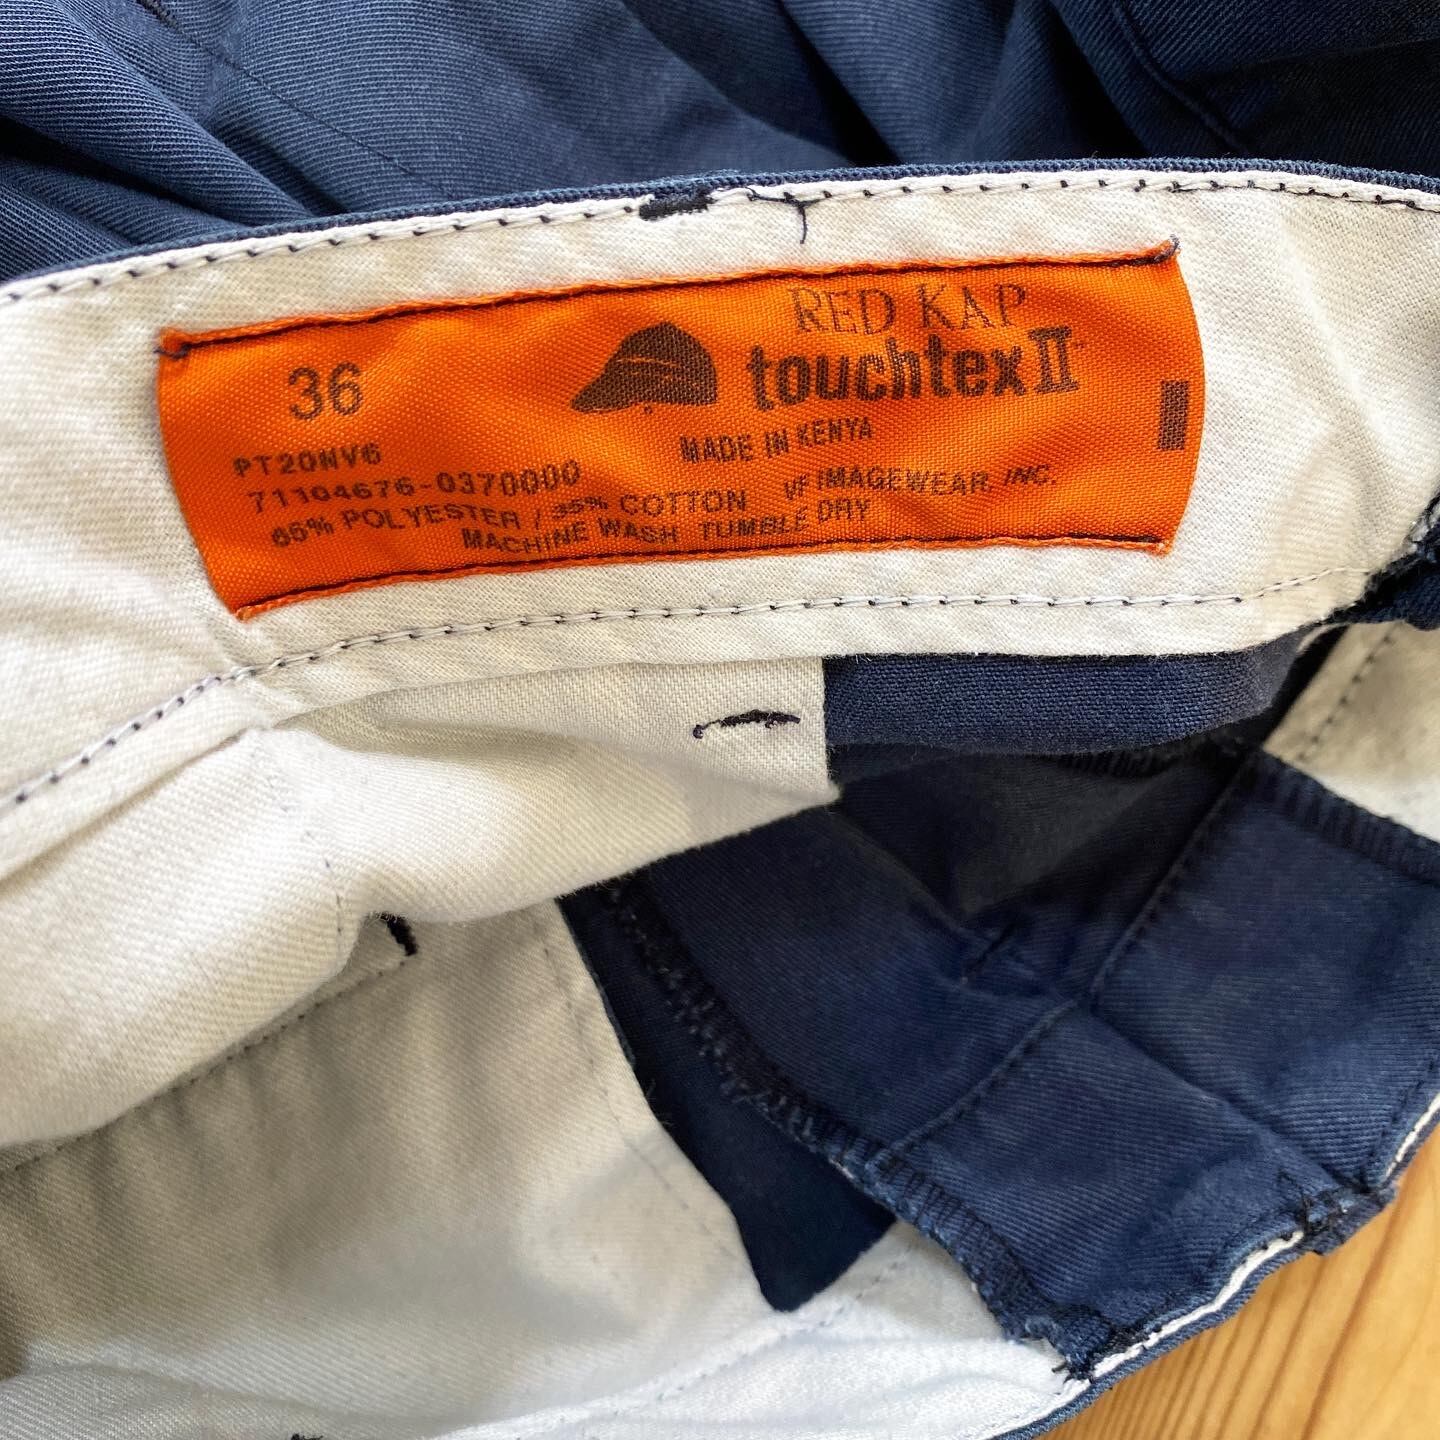 RED KAP
touchtex II
36
MADE IN KENYA
PT20NV6
71104676-0370000
VF IMAGEWEAR, INC.
65% POLYESTER / 35% COTTON
MACHINE WASH TUMBLE DRY